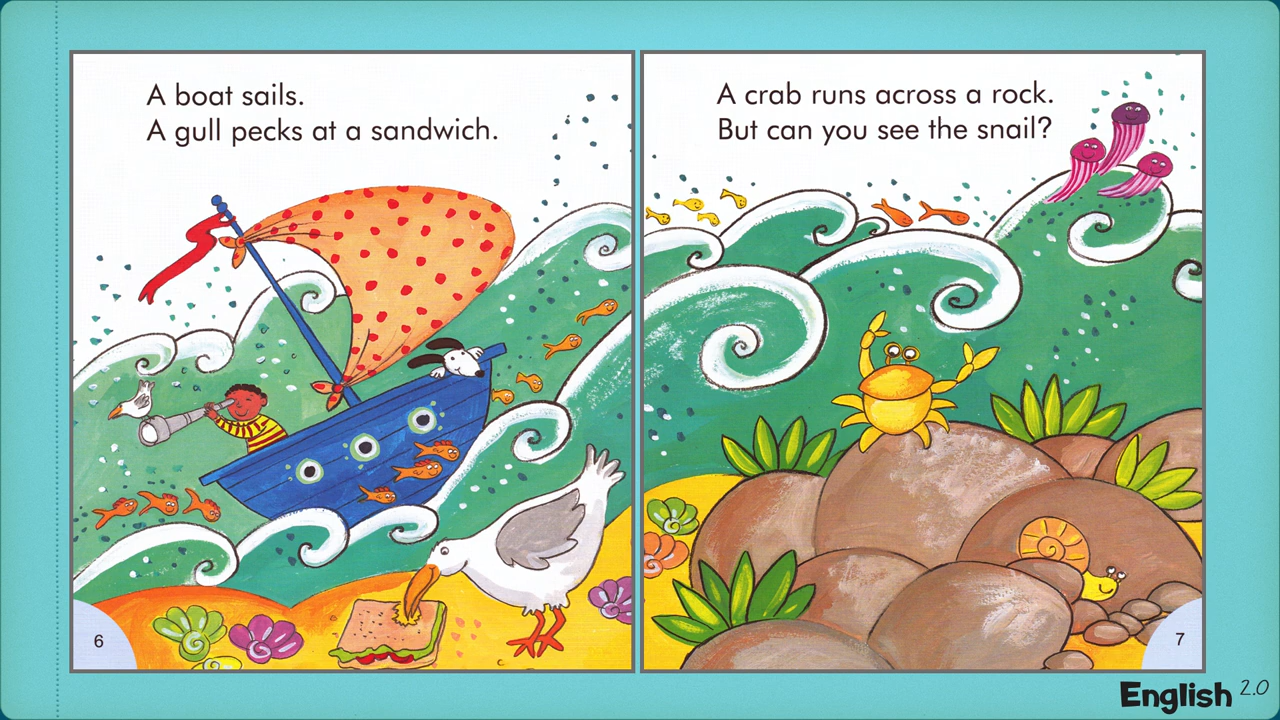 A boat sails.
A gull pecks at a sandwich.
6
A crab runs across a rock.
But can you see the snail?
7
English 2.0